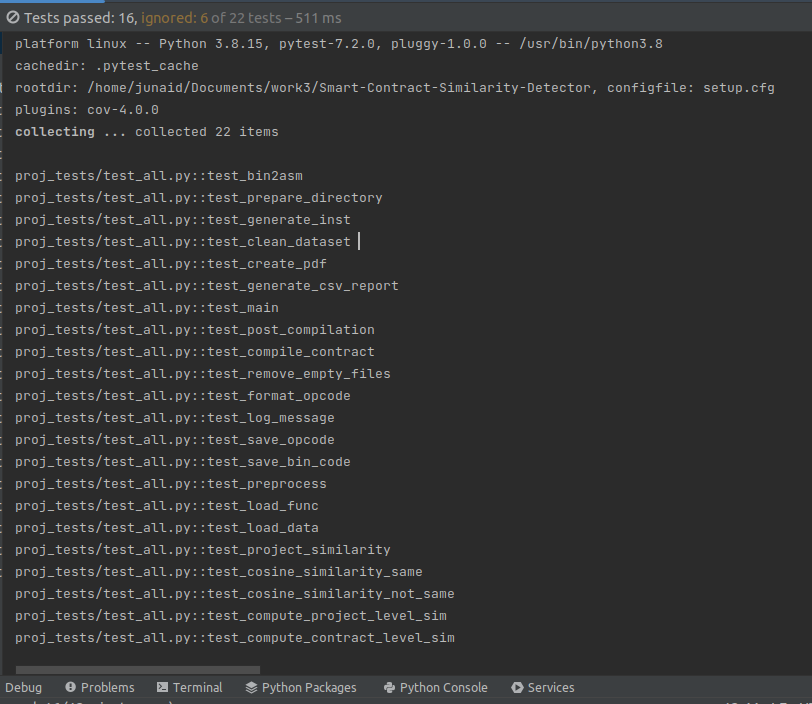 Tests passed: 16, ignored: 6 of 22 tests – 511 ms
platform linux -- Python 3.8.15, pytest-7.2.0, pluggy-1.0.0 -- /usr/bin/python3.8
cachedir: .pytest_cache
rootdir: /home/junaid/Documents/work3/Smart-Contract-Similarity-Detector, configfile: setup.cfg
plugins: cov-4.0.0
collecting ... collected 22 items
proj_tests/test_all.py::test_bin2asm
proj_tests/test_all.py::test_prepare_directory
proj_tests/test_all.py::test_generate_inst
proj_tests/test_all.py::test_clean_dataset
proj_tests/test_all.py::test_create_pdf
proj_tests/test_all.py::test_generate_csv_report
proj_tests/test_all.py::test_main
proj_tests/test_all.py::test_post_compilation
proj_tests/test_all.py::test_compile_contract
proj_tests/test_all.py::test_remove_empty_files
proj_tests/test_all.py::test_format_opcode
proj_tests/test_all.py::test_log_message
proj_tests/test_all.py::test_save_opcode
proj_tests/test_all.py::test_save_bin_code
proj_tests/test_all.py::test_preprocess
proj_tests/test_all.py::test_load_func
proj_tests/test_all.py::test_load_data
proj_tests/test_all.py::test_project_similarity
proj_tests/test_all.py::test_cosine_similarity_same
proj_tests/test_all.py::test_cosine_similarity_not_same
proj_tests/test_all.py::test_compute_project_level_sim
proj_tests/test_all.py::test_compute_contract_level_sim
Debug Problems Terminal Python Packages Python Console Services